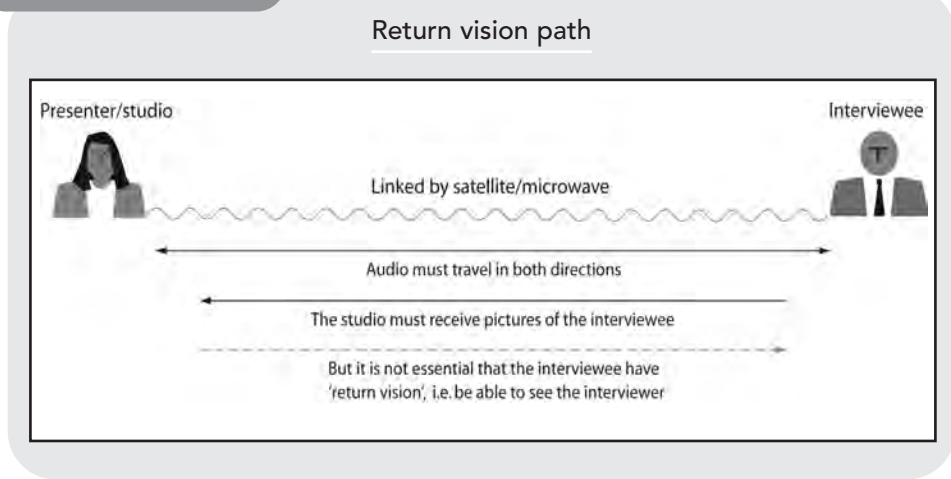 Return vision path
Presenter/studio
Interviewee
Linked by satellite/microwave
Audio must travel in both directions
The studio must receive pictures of the interviewee
But it is not essential that the interviewee have
'return vision', i.e. be able to see the interviewer